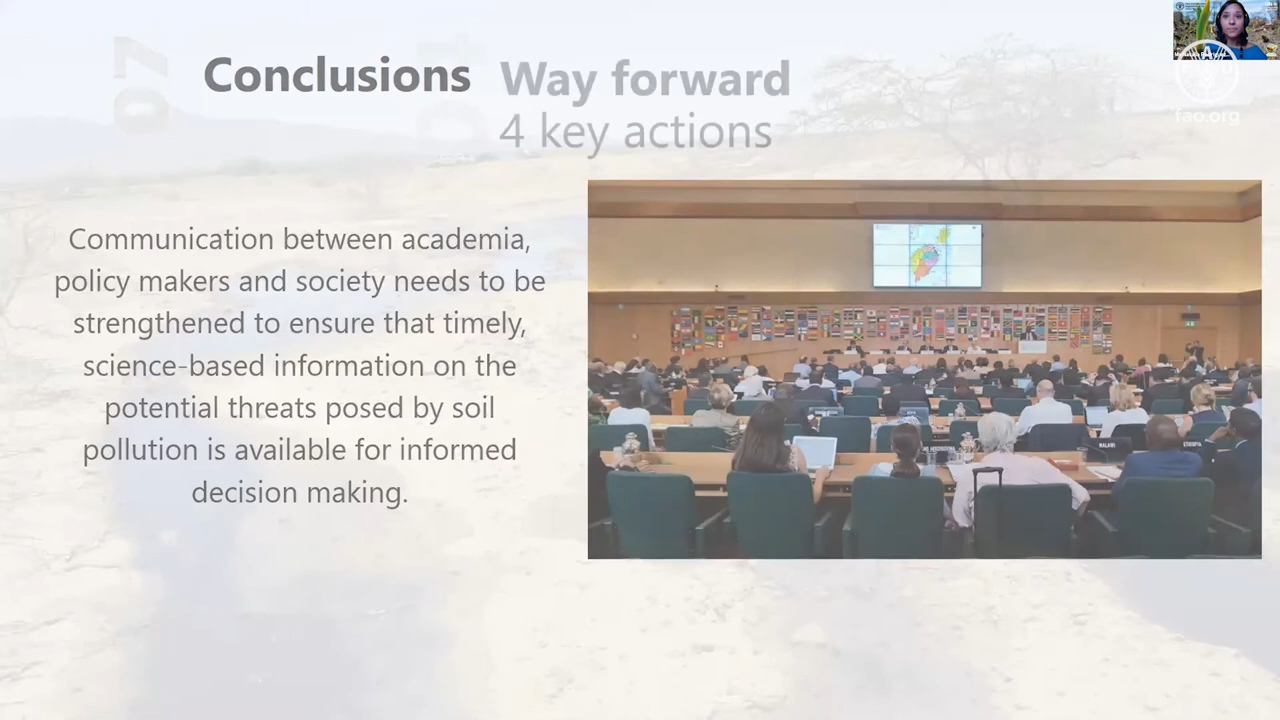 07
Conclusions
Way forward
4 key actions
fao.org
Communication between academia,
policy makers and society needs to be
strengthened to ensure that timely,
science-based information on the
potential threats posed by soil
pollution is available for informed
decision making.
MALAWI
ETHIOPIA